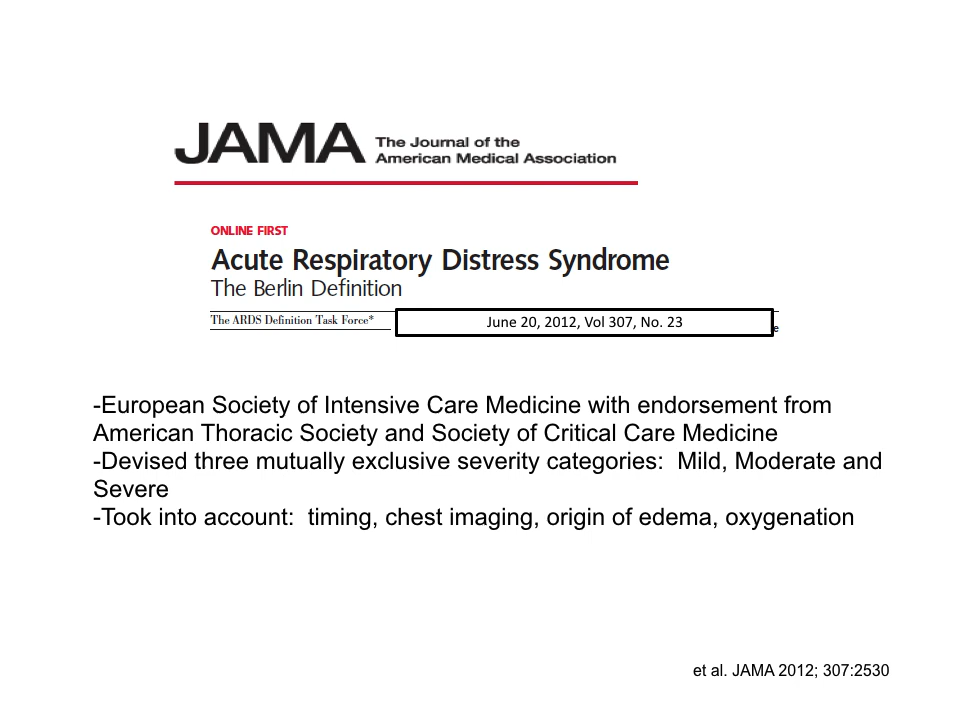 JAMA The Journal of the
American Medical Association
ONLINE FIRST
Acute Respiratory Distress Syndrome
The Berlin Definition
The ARDS Definition Task Force*
June 20, 2012, Vol 307, No. 23
e
-European Society of Intensive Care Medicine with endorsement from
American Thoracic Society and Society of Critical Care Medicine
-Devised three mutually exclusive severity categories:  Mild, Moderate and
Severe
-Took into account:  timing, chest imaging, origin of edema, oxygenation
et al. JAMA 2012; 307:2530